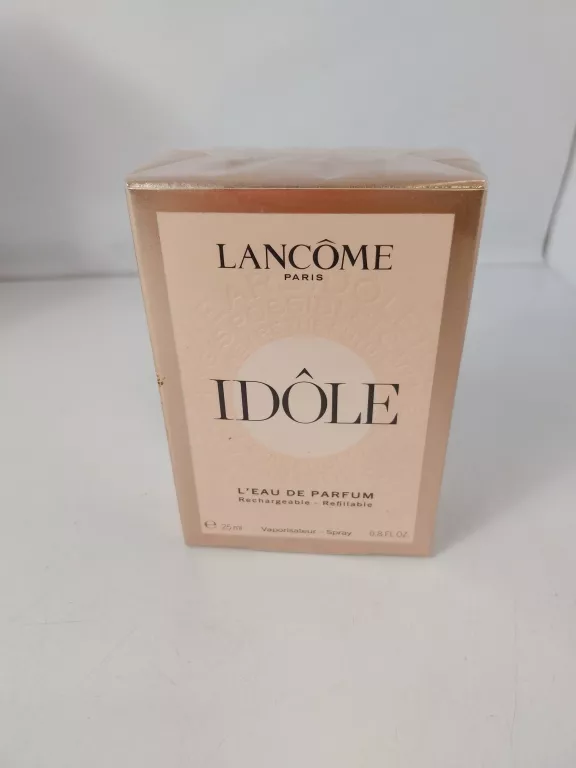 LANCÔME
PARIS
IDÔLE
L'EAU DE PARFUM
Rechargeable - Refillable
℮ 25 ml Vaporisateur - Spray 0.8 FL.OZ.